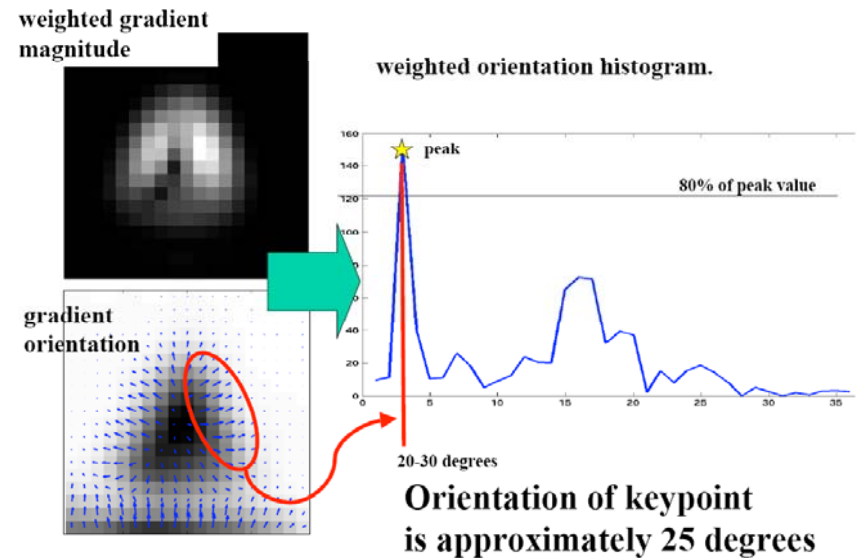 weighted gradient
magnitude
weighted orientation histogram.
160
peak
140
80% of peak value
120
100
60
40
20
0
0 5 10 15 20 25 30 35
gradient
orientation
20-30 degrees
Orientation of keypoint
is approximately 25 degrees